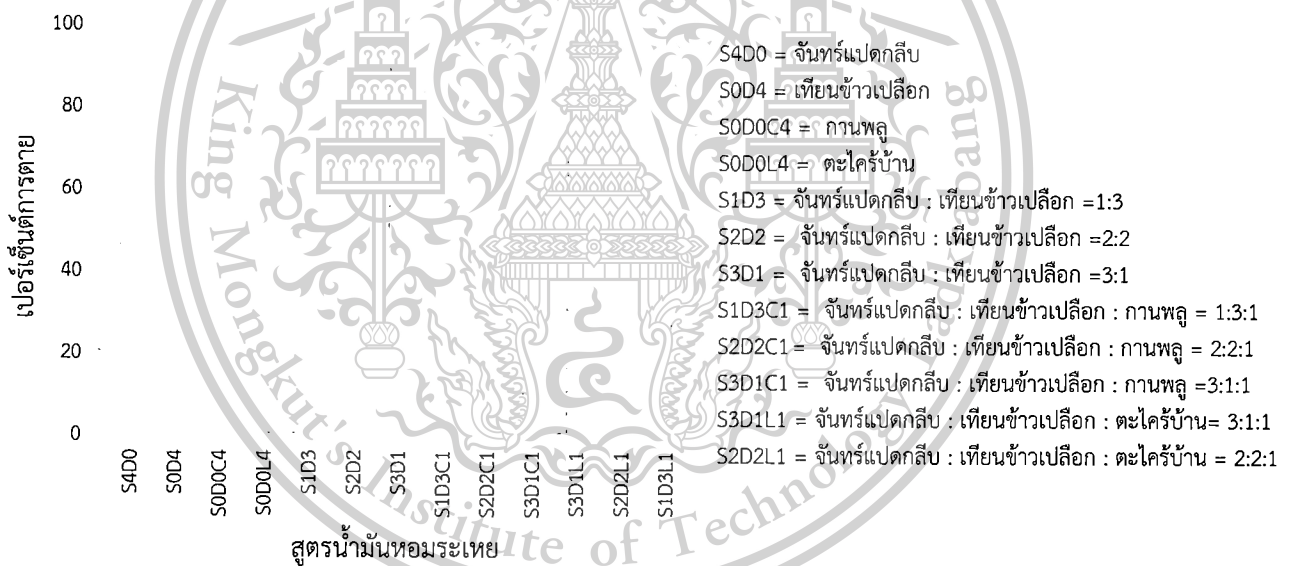 100
80
60
40
20
0
เปอร์เซ็นต์การตาย
S4D0
S0D4
S0D0C4
S0D0L4
S1D3
S2D2
S3D1
S1D3C1
S2D2C1
S3D1C1
S3D1L1
S2D2L1
S1D3L1
สูตรน้ำมันหอมระเหย
S4D0 = จันทร์แปดกลีบ
S0D4 = เทียนข้าวเปลือก
S0D0C4 = กานพลู
S0D0L4 = ตะไคร้บ้าน
S1D3 = จันทร์แปดกลีบ : เทียนข้าวเปลือก =1:3
S2D2 = จันทร์แปดกลีบ : เทียนข้าวเปลือก =2:2
S3D1 = จันทร์แปดกลีบ : เทียนข้าวเปลือก =3:1
S1D3C1 = จันทร์แปดกลีบ : เทียนข้าวเปลือก : กานพลู = 1:3:1
S2D2C1 = จันทร์แปดกลีบ : เทียนข้าวเปลือก : กานพลู = 2:2:1
S3D1C1 = จันทร์แปดกลีบ : เทียนข้าวเปลือก : กานพลู =3:1:1
S3D1L1 = จันทร์แปดกลีบ : เทียนข้าวเปลือก : ตะไคร้บ้าน= 3:1:1
S2D2L1 = จันทร์แปดกลีบ : เทียนข้าวเปลือก : ตะไคร้บ้าน = 2:2:1
King Mongkut's Institute of Technology Ladkrabang